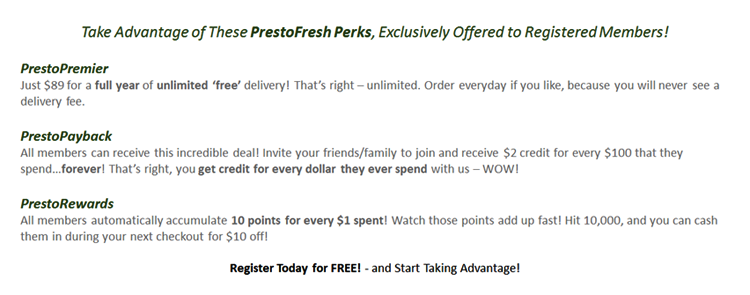 Take Advantage of These PrestoFresh Perks, Exclusively Offered to Registered Members!
PrestoPremier
Just $89 for a full year of unlimited ‘free’ delivery! That’s right – unlimited. Order everyday if you like, because you will never see a
delivery fee.
PrestoPayback
All members can receive this incredible deal! Invite your friends/family to join and receive $2 credit for every $100 that they
spend…forever! That’s right, you get credit for every dollar they ever spend with us – WOW!
PrestoRewards
All members automatically accumulate 10 points for every $1 spent! Watch those points add up fast! Hit 10,000, and you can cash
them in during your next checkout for $10 off!
Register Today for FREE! - and Start Taking Advantage!